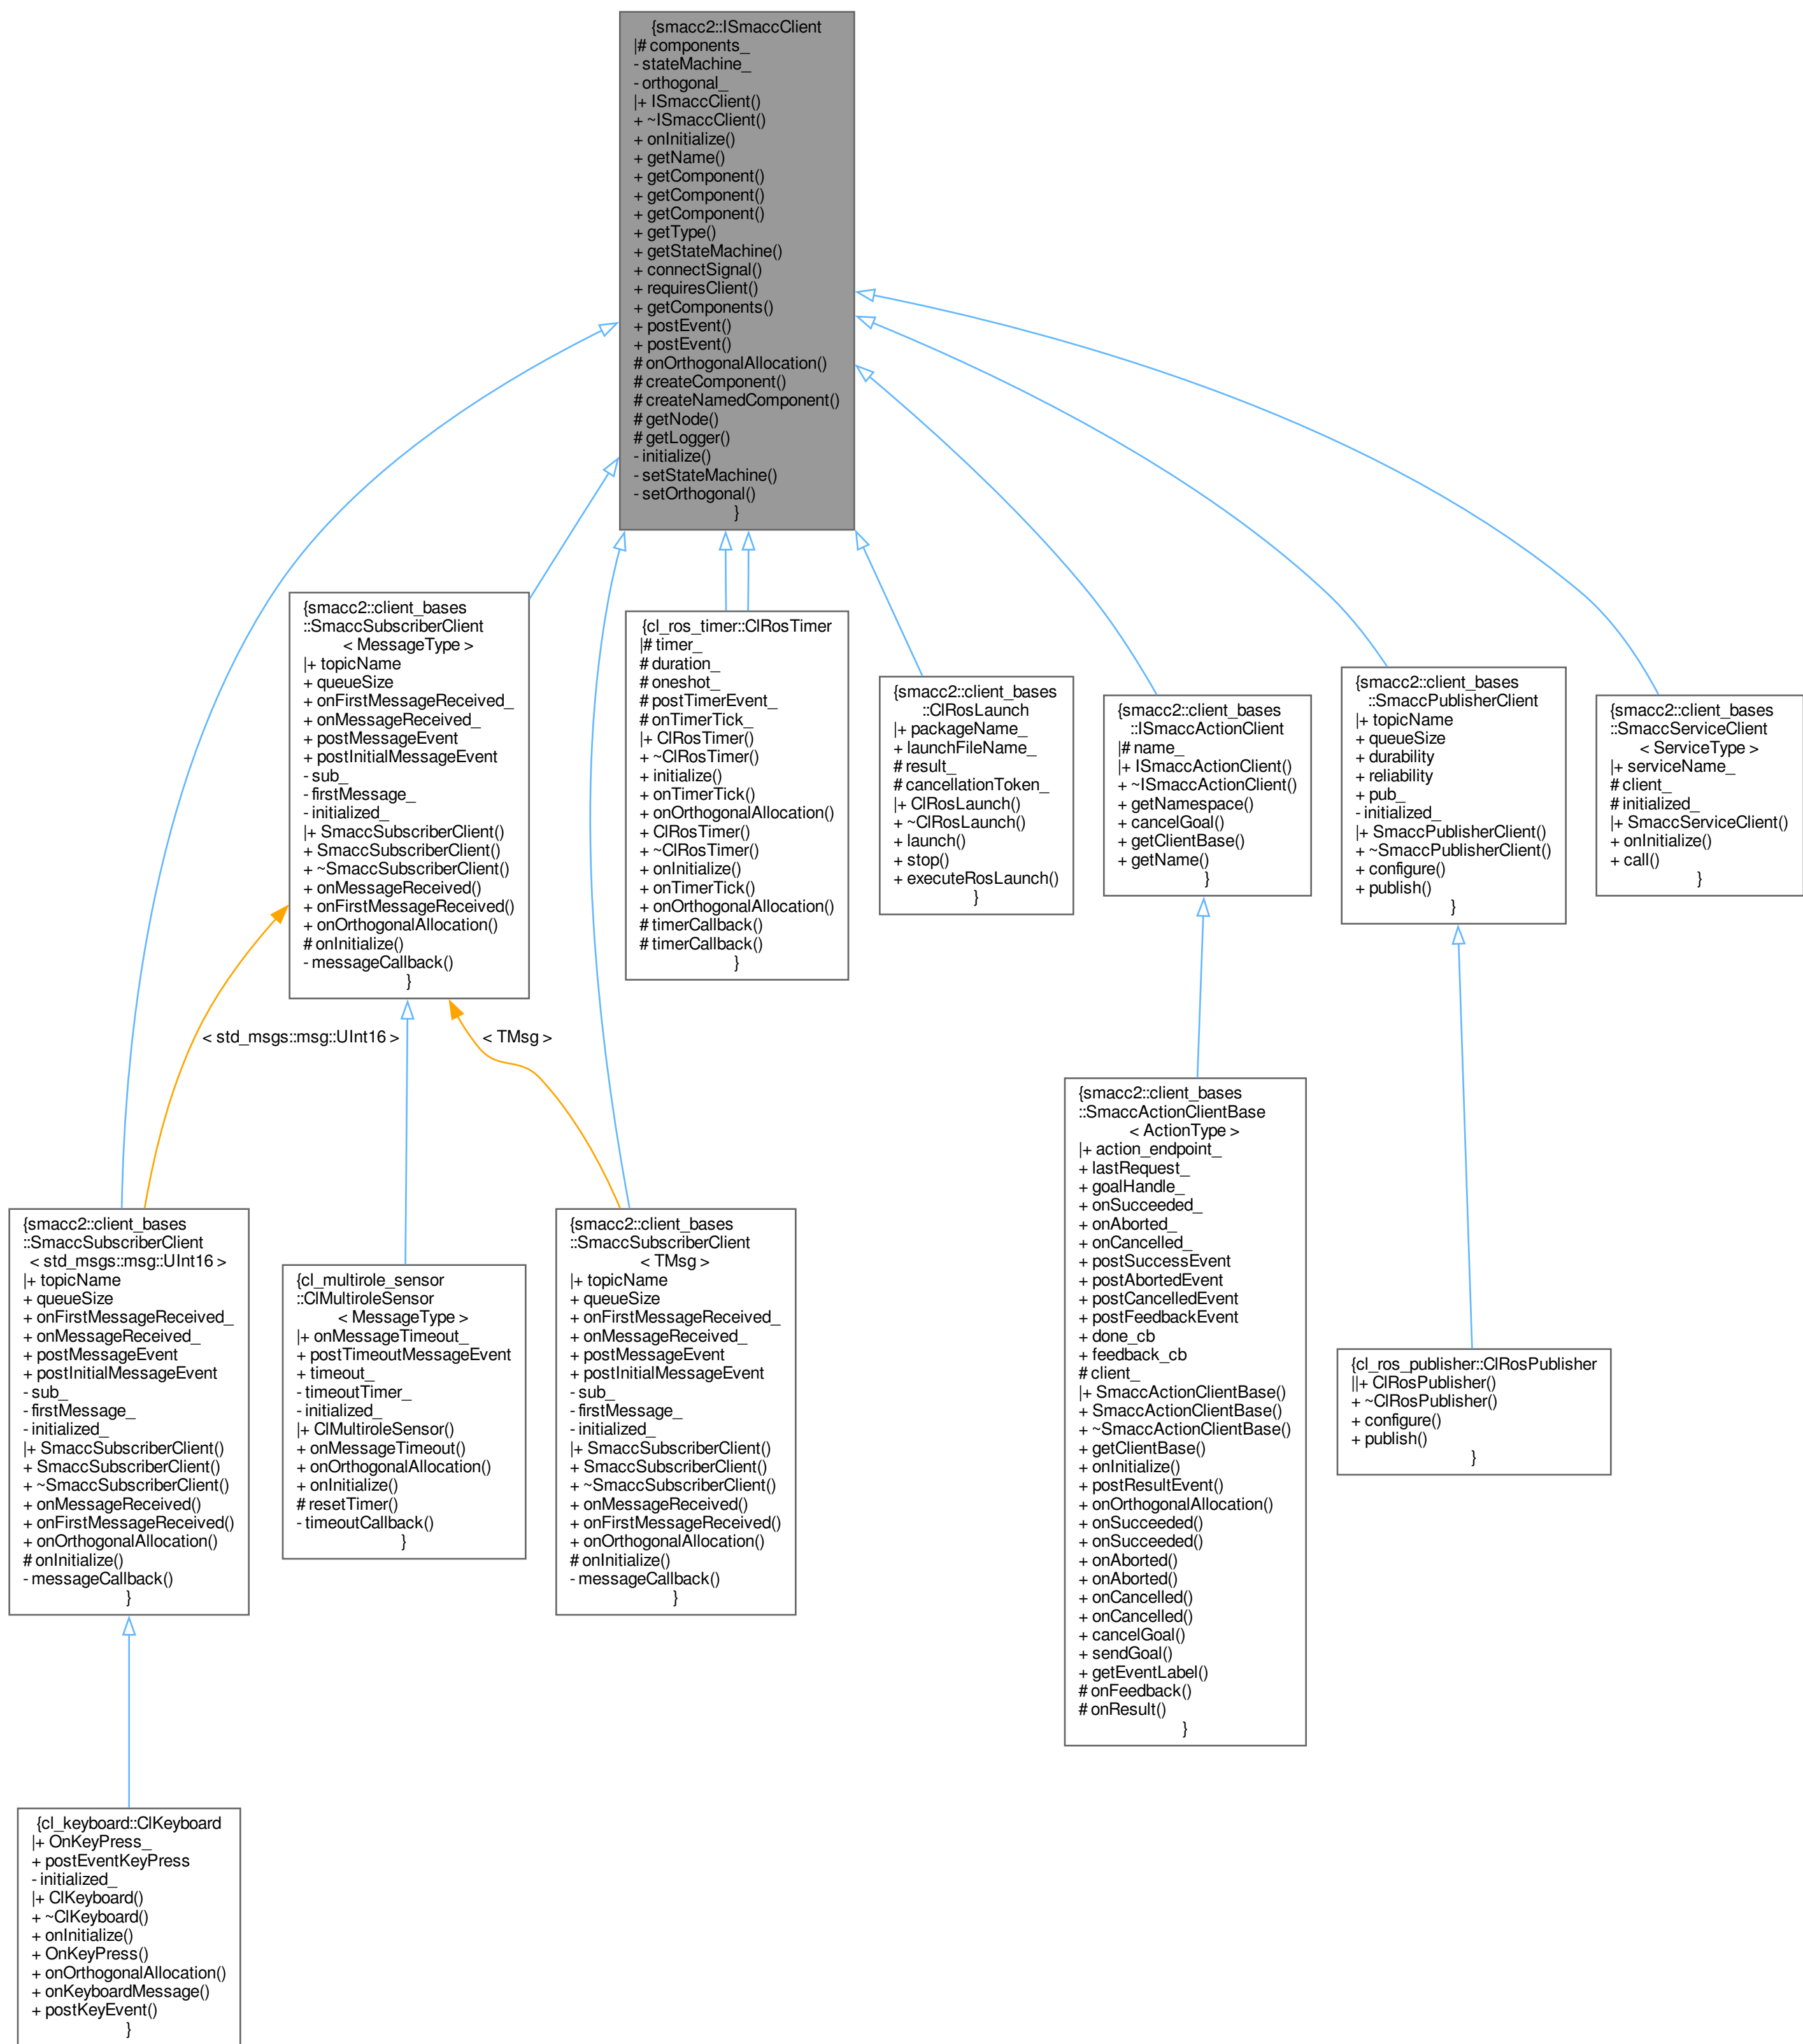 {smacc2::ISmaccClient
|# components_
- stateMachine_
- orthogonal_
|+ ISmaccClient()
+ ~ISmaccClient()
+ onInitialize()
+ getName()
+ getComponent()
+ getComponent()
+ getComponent()
+ getType()
+ getStateMachine()
+ connectSignal()
+ requiresClient()
+ getComponents()
+ postEvent()
+ postEvent()
# onOrthogonalAllocation()
# createComponent()
# createNamedComponent()
# getNode()
# getLogger()
- initialize()
- setStateMachine()
- setOrthogonal()
}
{smacc2::client_bases
::SmaccSubscriberClient
< MessageType >
|+ topicName
+ queueSize
+ onFirstMessageReceived_
+ onMessageReceived_
+ postMessageEvent
+ postInitialMessageEvent
- sub_
- firstMessage_
- initialized_
|+ SmaccSubscriberClient()
+ SmaccSubscriberClient()
+ ~SmaccSubscriberClient()
+ onMessageReceived()
+ onFirstMessageReceived()
+ onOrthogonalAllocation()
# onInitialize()
- messageCallback()
}
{cl_ros_timer::ClRosTimer
|# timer_
# duration_
# oneshot_
# postTimerEvent_
# onTimerTick_
|+ ClRosTimer()
+ ~ClRosTimer()
+ initialize()
+ onTimerTick()
+ onOrthogonalAllocation()
+ ClRosTimer()
+ ~ClRosTimer()
+ onInitialize()
+ onTimerTick()
+ onOrthogonalAllocation()
# timerCallback()
# timerCallback()
}
{smacc2::client_bases
::ClRosLaunch
|+ packageName_
+ launchFileName_
# result_
# cancellationToken_
|+ ClRosLaunch()
+ ~ClRosLaunch()
+ launch()
+ stop()
+ executeRosLaunch()
}
{smacc2::client_bases
::ISmaccActionClient
|# name_
|+ ISmaccActionClient()
+ ~ISmaccActionClient()
+ getNamespace()
+ cancelGoal()
+ getClientBase()
+ getName()
}
{smacc2::client_bases
::SmaccPublisherClient
|+ topicName
+ queueSize
+ durability
+ reliability
+ pub_
- initialized_
|+ SmaccPublisherClient()
+ ~SmaccPublisherClient()
+ configure()
+ publish()
}
{smacc2::client_bases
::SmaccServiceClient
< ServiceType >
|+ serviceName_
# client_
# initialized_
|+ SmaccServiceClient()
+ onInitialize()
+ call()
}
< std_msgs::msg::UInt16 >
< TMsg >
{smacc2::client_bases
::SmaccSubscriberClient
< std_msgs::msg::UInt16 >
|+ topicName
+ queueSize
+ onFirstMessageReceived_
+ onMessageReceived_
+ postMessageEvent
+ postInitialMessageEvent
- sub_
- firstMessage_
- initialized_
|+ SmaccSubscriberClient()
+ SmaccSubscriberClient()
+ ~SmaccSubscriberClient()
+ onMessageReceived()
+ onFirstMessageReceived()
+ onOrthogonalAllocation()
# onInitialize()
- messageCallback()
}
{cl_multirole_sensor
::ClMultiroleSensor
< MessageType >
|+ onMessageTimeout_
+ postTimeoutMessageEvent
+ timeout_
- timeoutTimer_
- initialized_
|+ ClMultiroleSensor()
+ onMessageTimeout()
+ onOrthogonalAllocation()
+ onInitialize()
# resetTimer()
- timeoutCallback()
}
{smacc2::client_bases
::SmaccSubscriberClient
< TMsg >
|+ topicName
+ queueSize
+ onFirstMessageReceived_
+ onMessageReceived_
+ postMessageEvent
+ postInitialMessageEvent
- sub_
- firstMessage_
- initialized_
|+ SmaccSubscriberClient()
+ SmaccSubscriberClient()
+ ~SmaccSubscriberClient()
+ onMessageReceived()
+ onFirstMessageReceived()
+ onOrthogonalAllocation()
# onInitialize()
- messageCallback()
}
{smacc2::client_bases
::SmaccActionClientBase
< ActionType >
|+ action_endpoint_
+ lastRequest_
+ goalHandle_
+ onSucceeded_
+ onAborted_
+ onCancelled_
+ postSuccessEvent
+ postAbortedEvent
+ postCancelledEvent
+ postFeedbackEvent
+ done_cb
+ feedback_cb
# client_
|+ SmaccActionClientBase()
+ SmaccActionClientBase()
+ ~SmaccActionClientBase()
+ getClientBase()
+ onInitialize()
+ postResultEvent()
+ onOrthogonalAllocation()
+ onSucceeded()
+ onSucceeded()
+ onAborted()
+ onAborted()
+ onCancelled()
+ onCancelled()
+ cancelGoal()
+ sendGoal()
+ getEventLabel()
# onFeedback()
# onResult()
}
{cl_ros_publisher::ClRosPublisher
||+ ClRosPublisher()
+ ~ClRosPublisher()
+ configure()
+ publish()
}
{cl_keyboard::ClKeyboard
|+ OnKeyPress_
+ postEventKeyPress
- initialized_
|+ ClKeyboard()
+ ~ClKeyboard()
+ onInitialize()
+ OnKeyPress()
+ onOrthogonalAllocation()
+ onKeyboardMessage()
+ postKeyEvent()
}